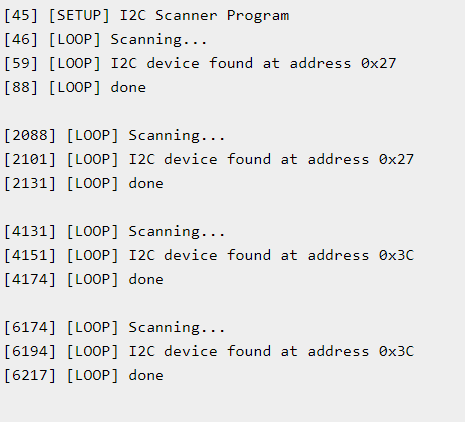 [45] [SETUP] I2C Scanner Program
[46] [LOOP] Scanning...
[59] [LOOP] I2C device found at address 0x27
[88] [LOOP] done
[2088] [LOOP] Scanning...
[2101] [LOOP] I2C device found at address 0x27
[2131] [LOOP] done
[4131] [LOOP] Scanning...
[4151] [LOOP] I2C device found at address 0x3C
[4174] [LOOP] done
[6174] [LOOP] Scanning...
[6194] [LOOP] I2C device found at address 0x3C
[6217] [LOOP] done